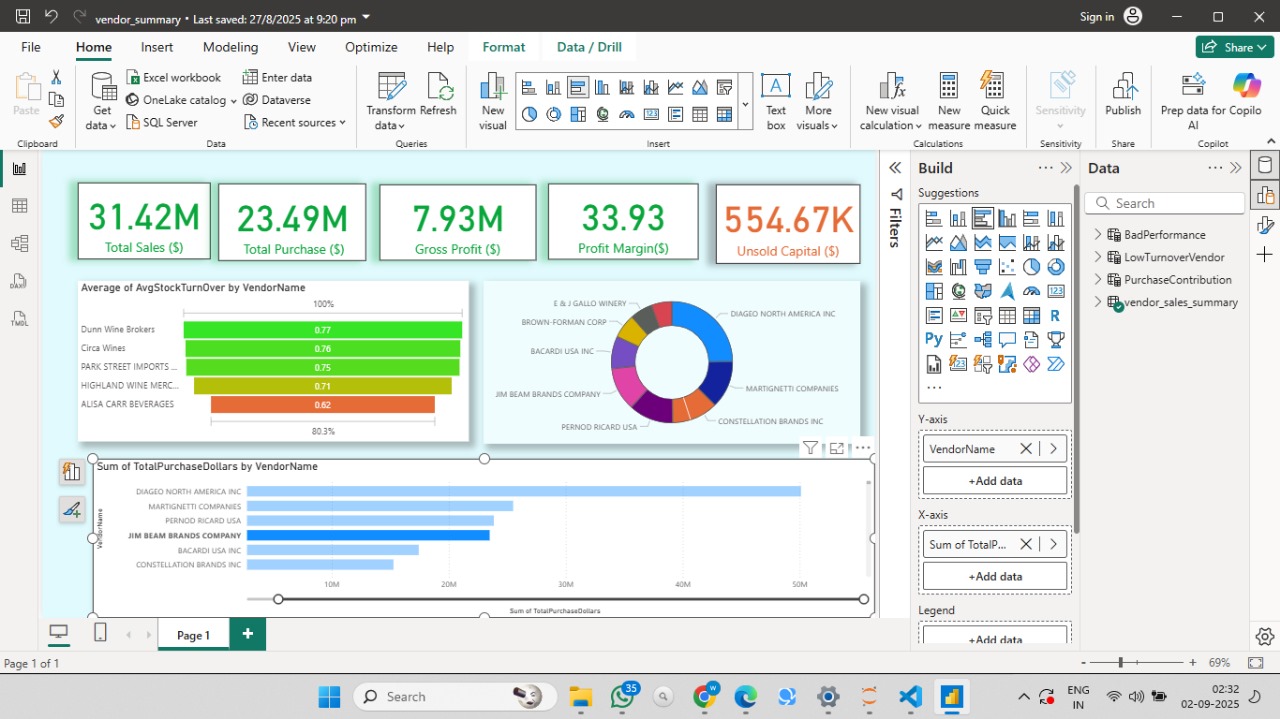 vendor_summary • Last saved: 27/8/2025 at 9:20 pm
Sign in
File Home Insert Modeling View Optimize Help Format Data / Drill
Share
Paste
Get data
Excel workbook
OneLake catalog
SQL Server
Enter data
Dataverse
Recent sources
Transform data
Refresh
New visual
Text box
More visuals
New visual calculation
New measure
Quick measure
Sensitivity
Publish
Prep data for AI
Copilo
Clipboard Data Queries Insert Calculations Sensitivity Share Copilot
31.42M
Total Sales ($)
23.49M
Total Purchase ($)
7.93M
Gross Profit ($)
33.93
Profit Margin($)
554.67K
Unsold Capital ($)
Average of AvgStockTurnOver by VendorName
100%
Dunn Wine Brokers 0.77
Circa Wines 0.76
PARK STREET IMPORTS ... 0.75
HIGHLAND WINE MERC... 0.71
ALISA CARR BEVERAGES 0.62
80.3%
E & J GALLO WINERY
BROWN-FORMAN CORP
BACARDI USA INC
JIM BEAM BRANDS COMPANY
PERNOD RICARD USA
DIAGEO NORTH AMERICA INC
MARTIGNETTI COMPANIES
CONSTELLATION BRANDS INC
Sum of TotalPurchaseDollars by VendorName
VendorName
DIAGEO NORTH AMERICA INC
MARTIGNETTI COMPANIES
PERNOD RICARD USA
JIM BEAM BRANDS COMPANY
BACARDI USA INC
CONSTELLATION BRANDS INC
10M 20M 30M 40M 50M
Sum of TotalPurchaseDollars
Filters
Build
Suggestions
R
Py
123
Y-axis
VendorName
+Add data
X-axis
Sum of TotalP...
+Add data
Legend
+Add data
Data
Search
BadPerformance
LowTurnoverVendor
PurchaseContribution
vendor_sales_summary
DAX
TMDL
Page 1
Page 1 of 1
69%
Search
35
W
ENG
IN
02:32
02-09-2025